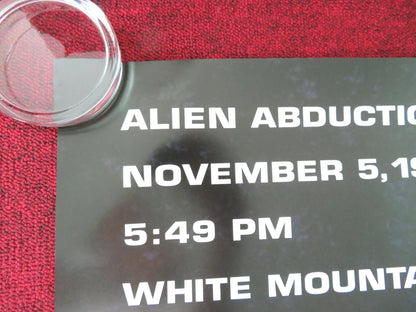 ALIEN ABDUCTIO
NOVEMBER 5, 19
5:49 PM
WHITE MOUNTA